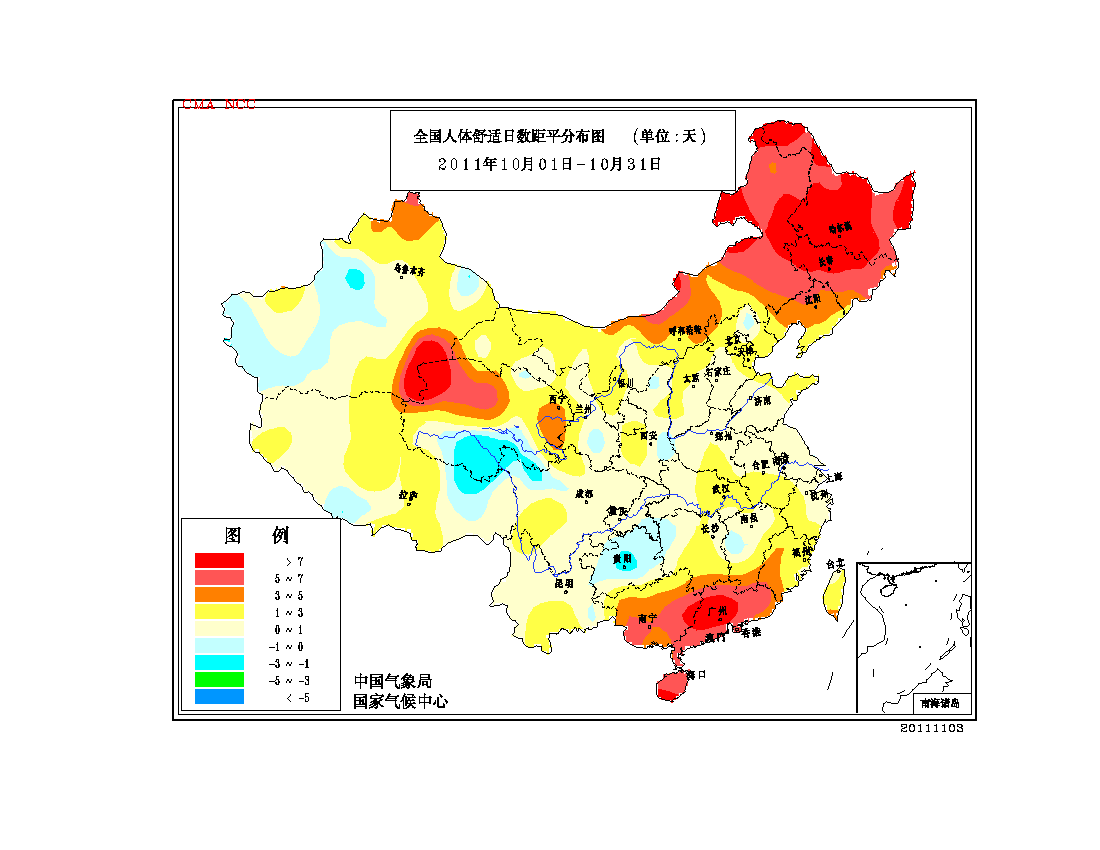 CMA NCC
全国人体舒适日数距平分布图 (单位:天)
2011年10月01日-10月31日
哈尔滨
长春
沈阳
乌鲁木齐
呼和浩特
北京
天津
石家庄
太原
银川
济南
西宁
兰州
西安
郑州
合肥
南京
上海
杭州
武汉
成都
拉萨
重庆
长沙
南昌
贵阳
福州
台北
昆明
南宁
广州
澳门
香港
海口
图 例
> 7
5 ~ 7
3 ~ 5
1 ~ 3
0 ~ 1
-1 ~ 0
-3 ~ -1
-5 ~ -3
< -5
中国气象局
国家气候中心
南海诸岛
20111103